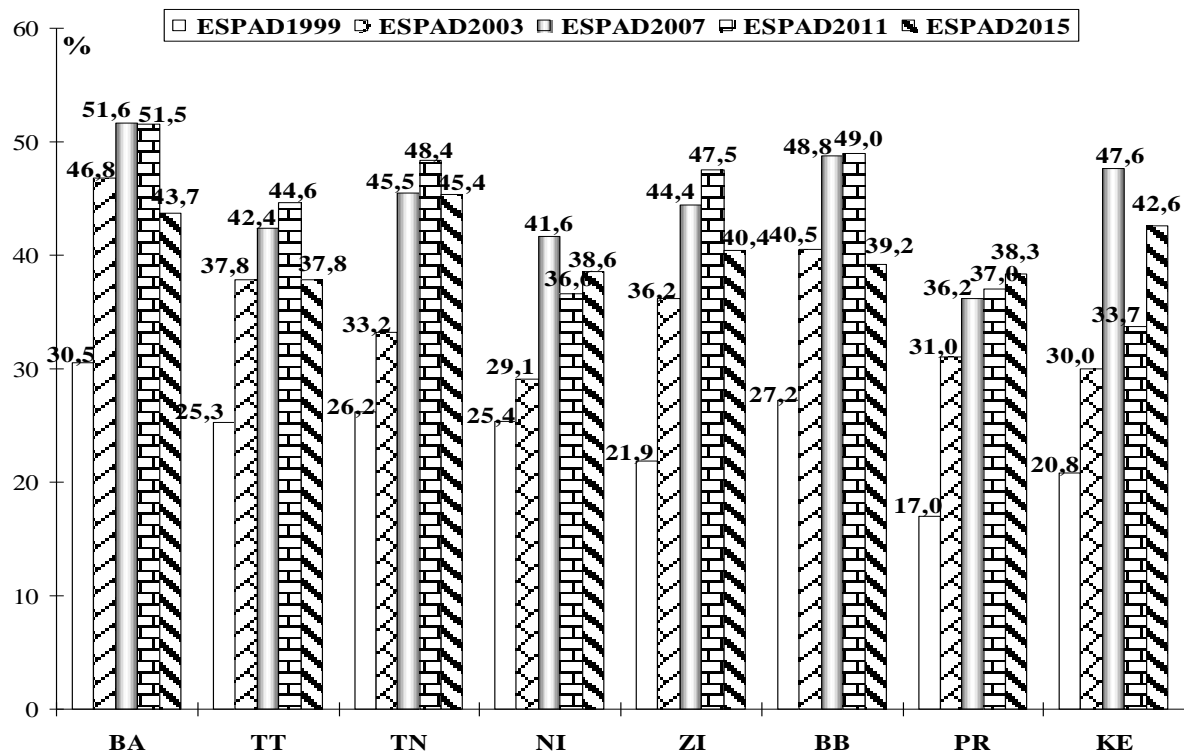 ESPAD1999 ESPAD2003 ESPAD2007 ESPAD2011 ESPAD2015
60
%
50
40
30
20
10
0
30,5 46,8 51,6 51,5 43,7
25,3 37,8 42,4 44,6 37,8
26,2 33,2 45,5 48,4 45,4
25,4 29,1 41,6 38,6
21,9 36,2 44,4 47,5 40,4
27,2 40,5 48,8 49,0 39,2
17,0 31,0 36,2 37,0 38,3
20,8 30,0 47,6 33,7 42,6
BA TT TN NI ZI BB PR KE